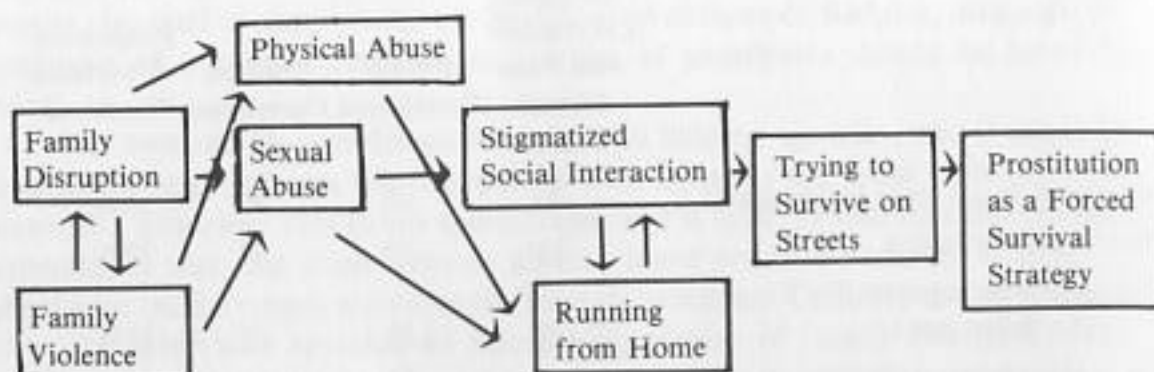 Physical Abuse
Family
Disruption
Sexual
Abuse
Stigmatized
Social Interaction
Trying to
Survive on
Streets
Prostitution
as a Forced
Survival
Strategy
Family
Violence
Running
from Home